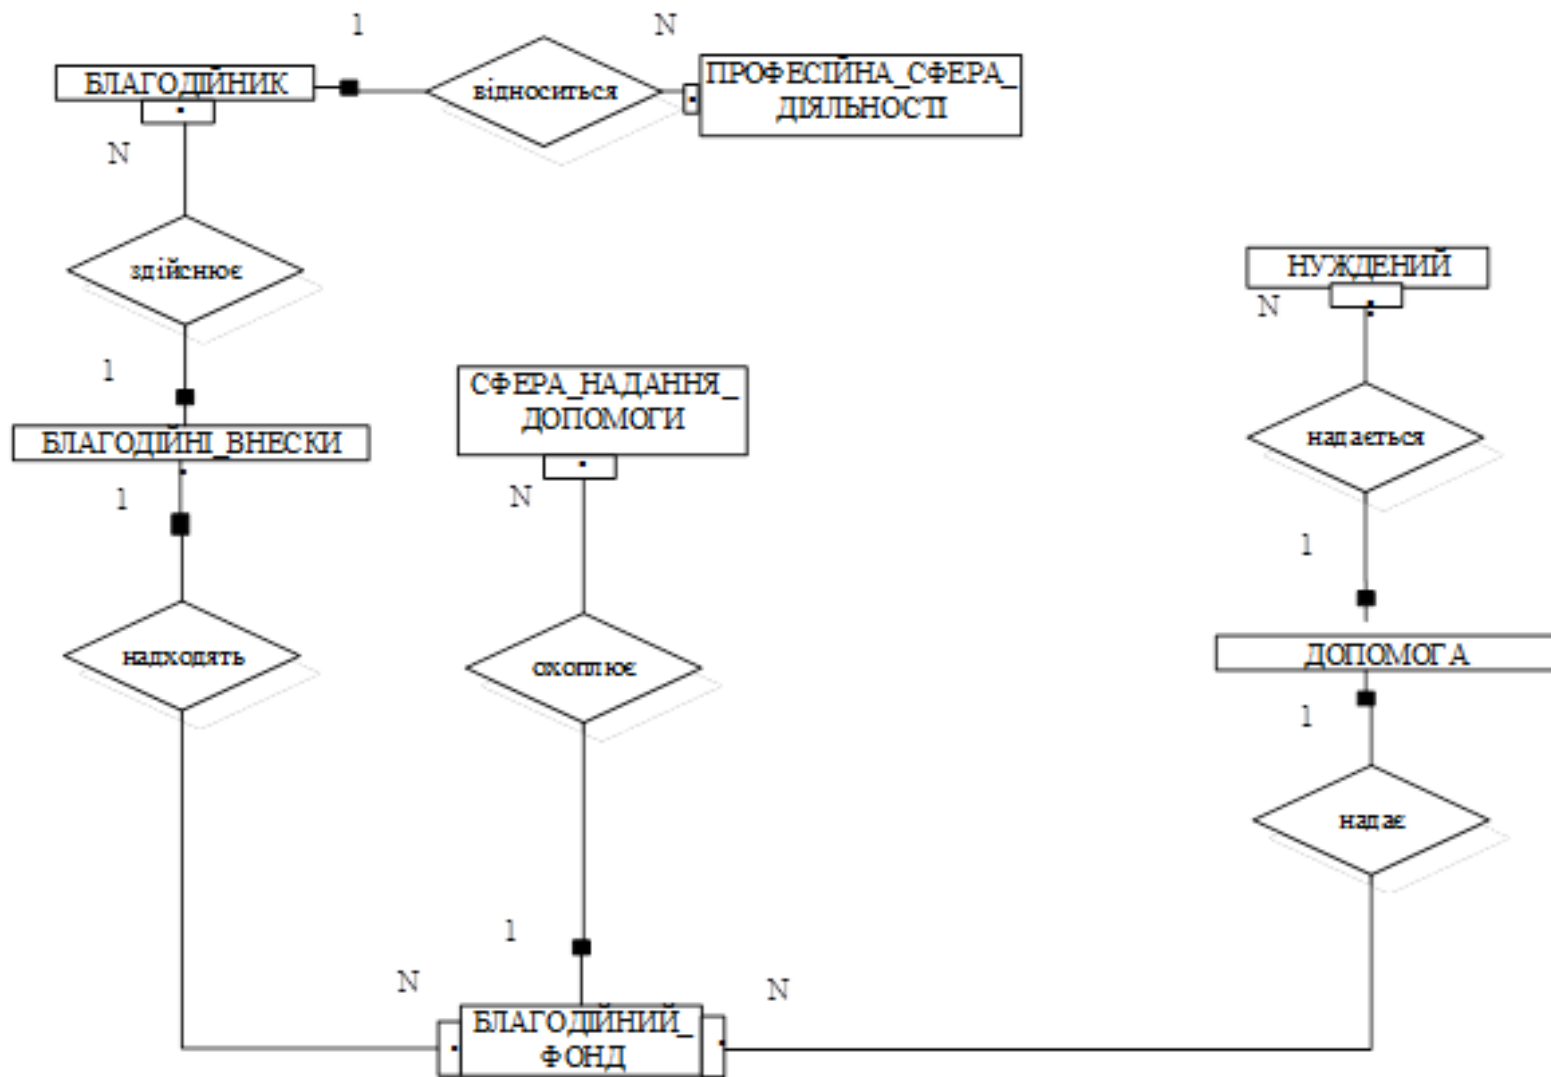 1
N
БЛАГОДІЙНИК
відноситься
ПРОФЕСІЙНА_СФЕРА_
ДІЯЛЬНОСТІ
N
здійснює
НУЖДЕНИЙ
N
1
СФЕРА_НАДАННЯ_
ДОПОМОГИ
БЛАГОДІЙНІ_ВНЕСКИ
надається
1
N
1
надходять
охоплює
ДОПОМОГА
1
надає
1
N
N
БЛАГОДІЙНИЙ_
ФОНД